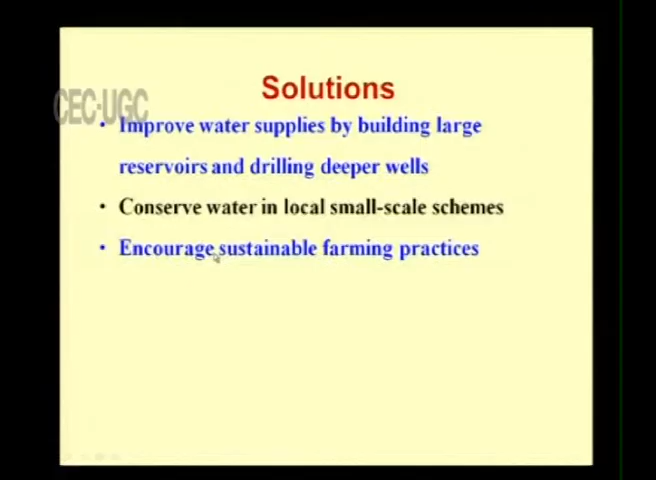 Solutions
CEC-UGC
• Improve water supplies by building large
reservoirs and drilling deeper wells
• Conserve water in local small-scale schemes
• Encourage sustainable farming practices